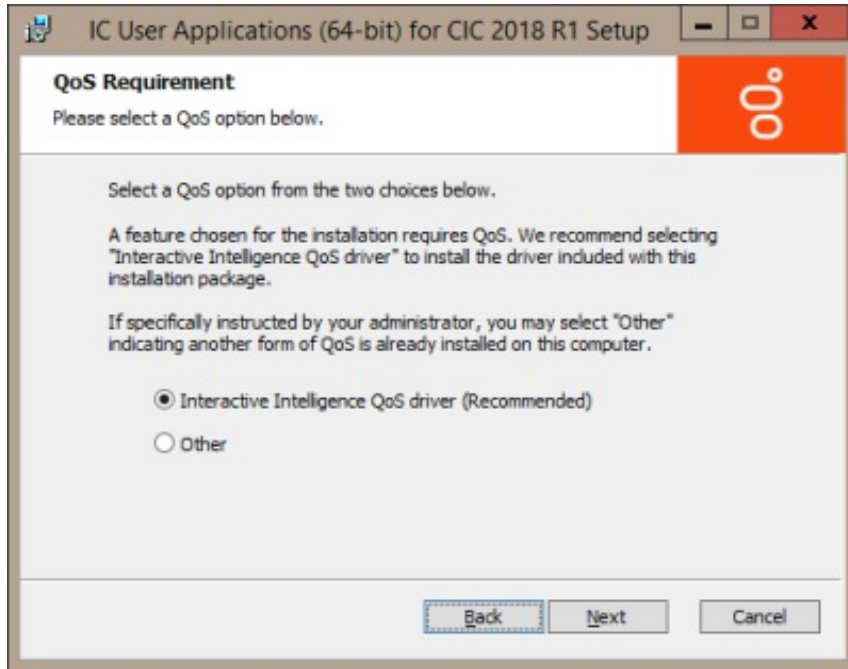 IC User Applications (64-bit) for CIC 2018 R1 Setup
QoS Requirement
Please select a QoS option below.
Select a QoS option from the two choices below.
A feature chosen for the installation requires QoS. We recommend selecting
"Interactive Intelligence QoS driver" to install the driver included with this
installation package.
If specifically instructed by your administrator, you may select "Other"
indicating another form of QoS is already installed on this computer.
Interactive Intelligence QoS driver (Recommended)
Other
Back Next Cancel